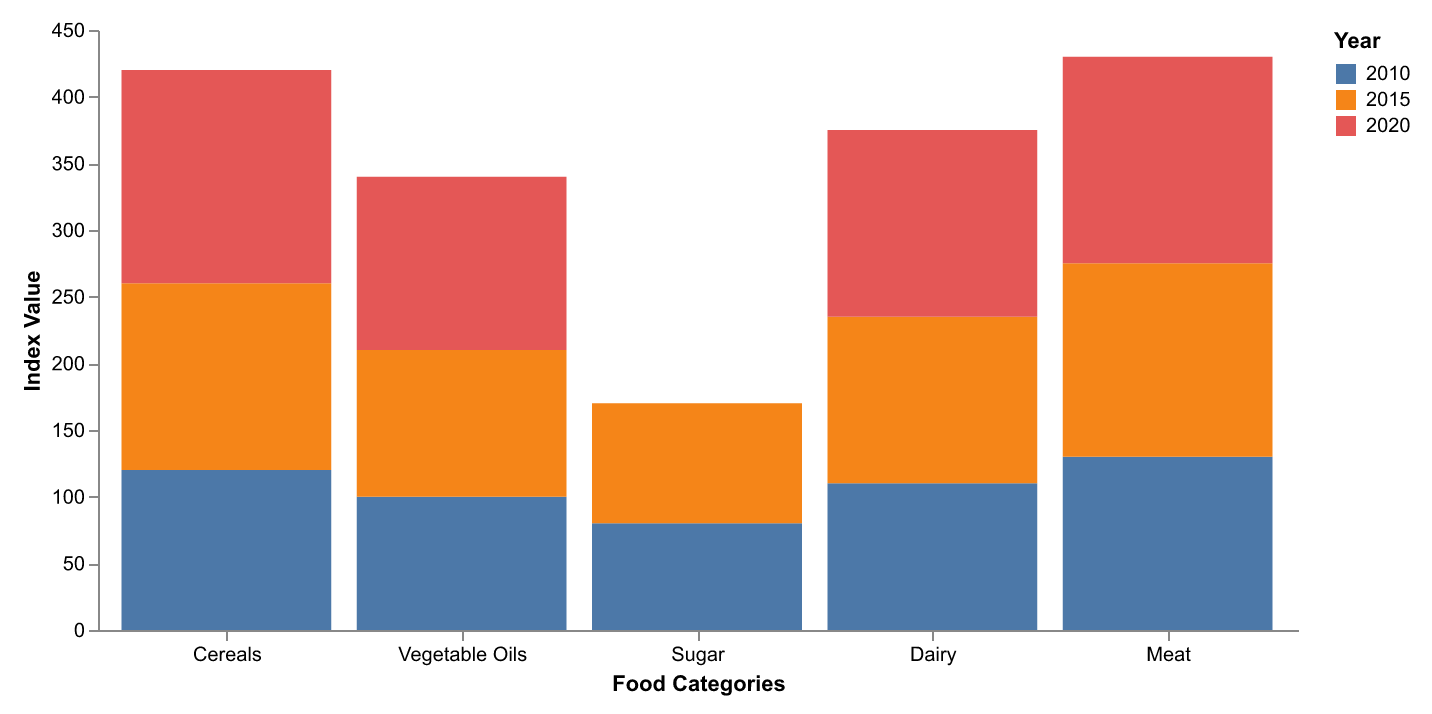 450
400
350
300
250
200
150
100
50
0
Index Value
Cereals
Vegetable Oils
Sugar
Dairy
Meat
Food Categories
Year
2010
2015
2020